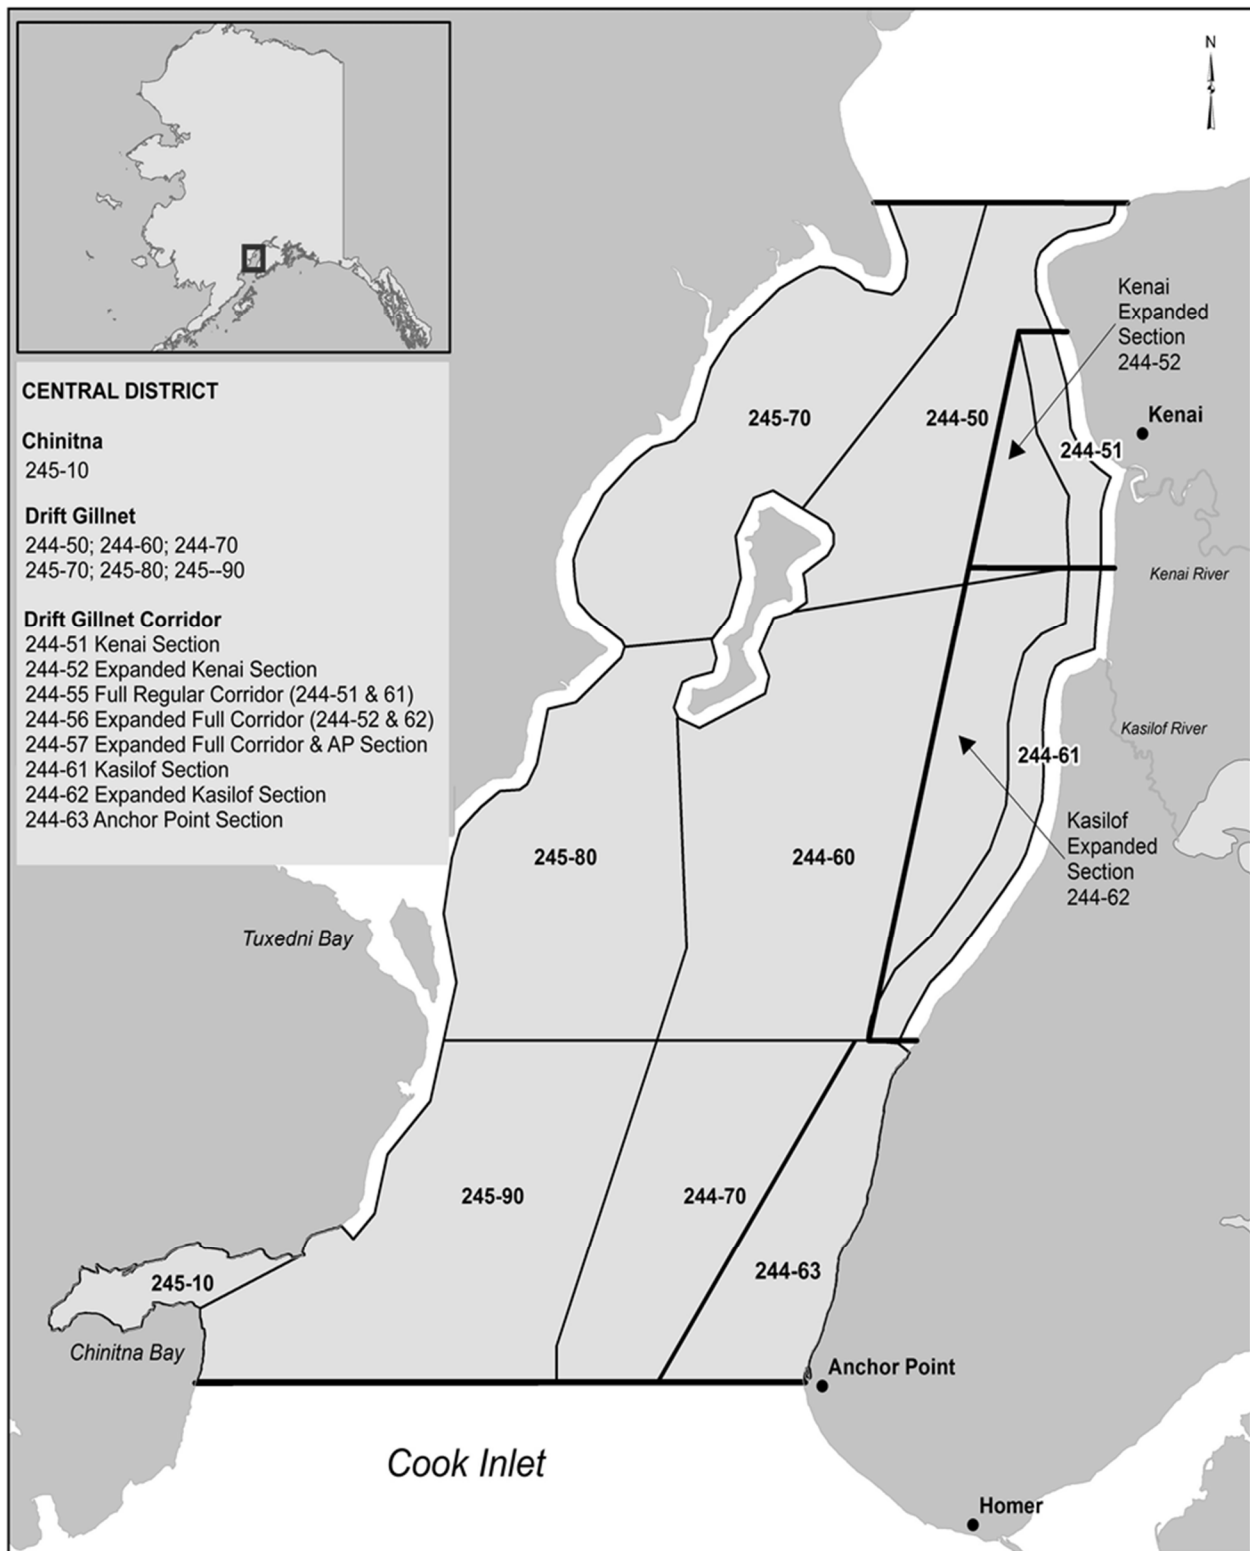 N
CENTRAL DISTRICT
Chinitna
245-10
Drift Gillnet
244-50; 244-60; 244-70
245-70; 245-80; 245--90
Drift Gillnet Corridor
244-51 Kenai Section
244-52 Expanded Kenai Section
244-55 Full Regular Corridor (244-51 & 61)
244-56 Expanded Full Corridor (244-52 & 62)
244-57 Expanded Full Corridor & AP Section
244-61 Kasilof Section
244-62 Expanded Kasilof Section
244-63 Anchor Point Section
Kenai
Expanded
Section
244-52
245-70
244-50
Kenai
244-51
Kenai River
Kasilof River
244-61
Kasilof
Expanded
Section
244-62
245-80
244-60
Tuxedni Bay
245-90
244-70
244-63
245-10
Chinitna Bay
Anchor Point
Cook Inlet
Homer